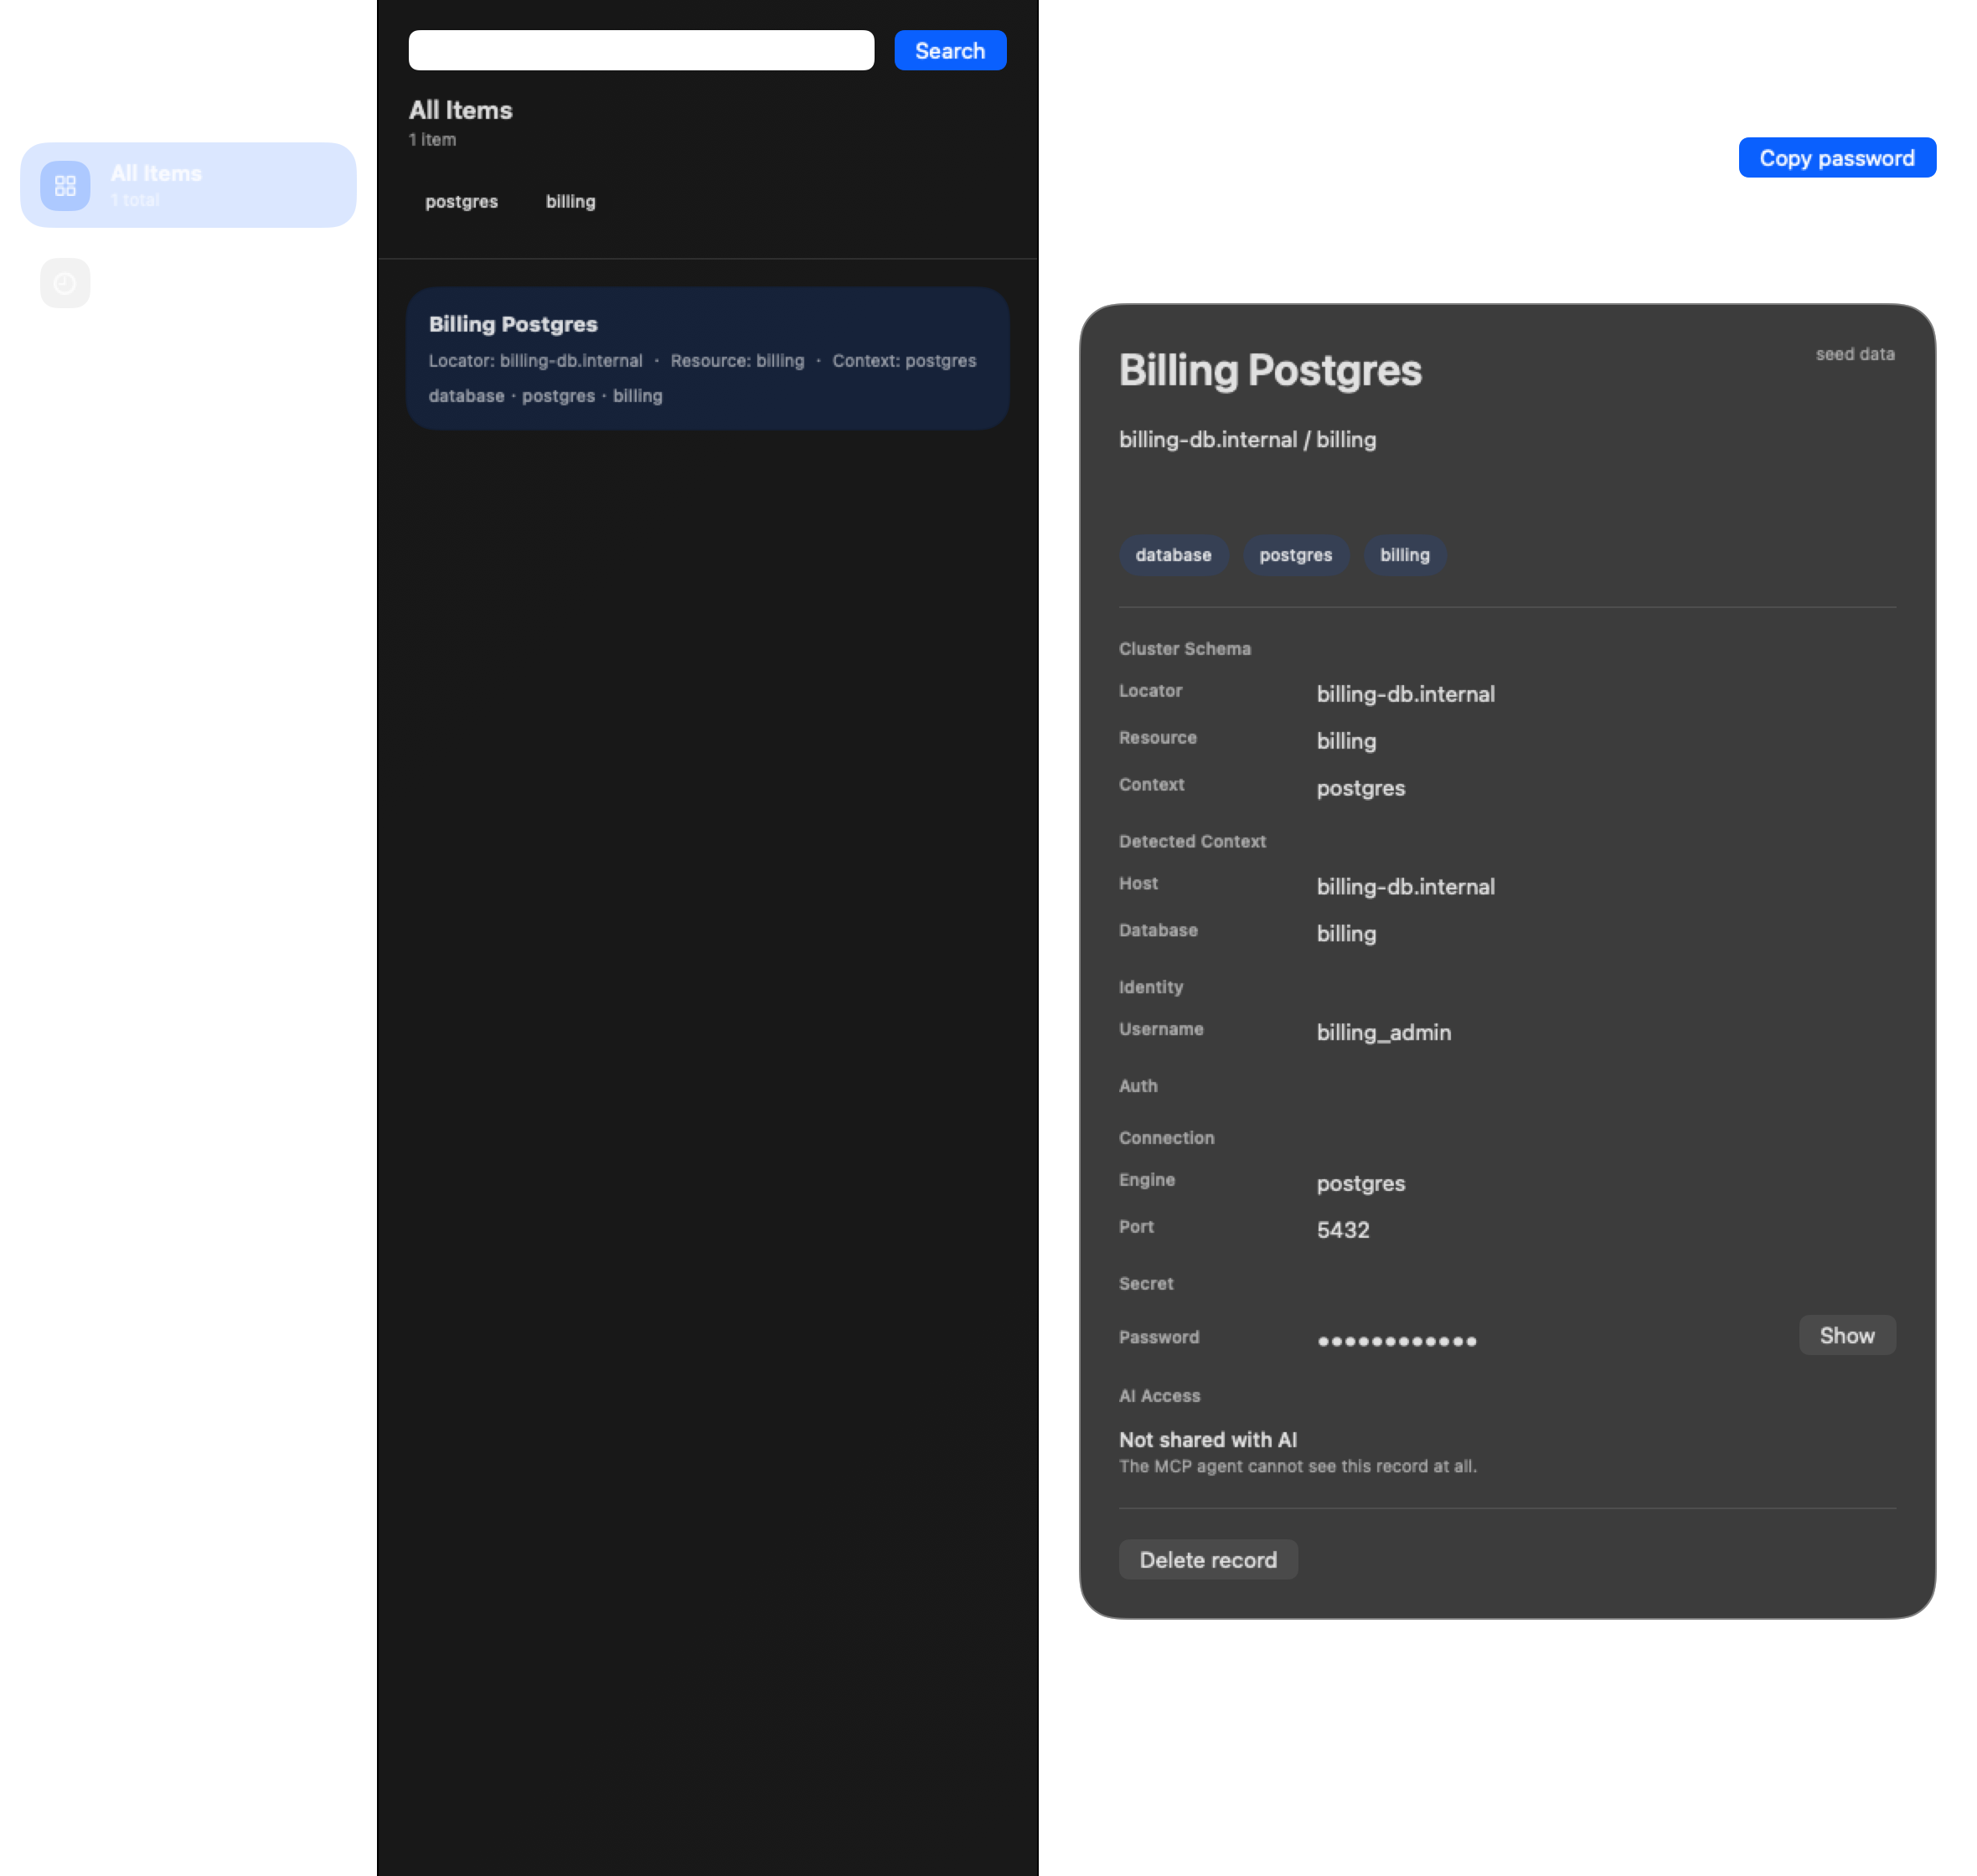 All Items
1 total
Search
All Items
1 item
postgres billing
Billing Postgres
Locator: billing-db.internal · Resource: billing · Context: postgres
database · postgres · billing
Copy password
Billing Postgres
seed data
billing-db.internal / billing
database postgres billing
Cluster Schema
Locator billing-db.internal
Resource billing
Context postgres
Detected Context
Host billing-db.internal
Database billing
Identity
Username billing_admin
Auth
Connection
Engine postgres
Port 5432
Secret
Password ●●●●●●●●●●●● Show
AI Access
Not shared with AI
The MCP agent cannot see this record at all.
Delete record